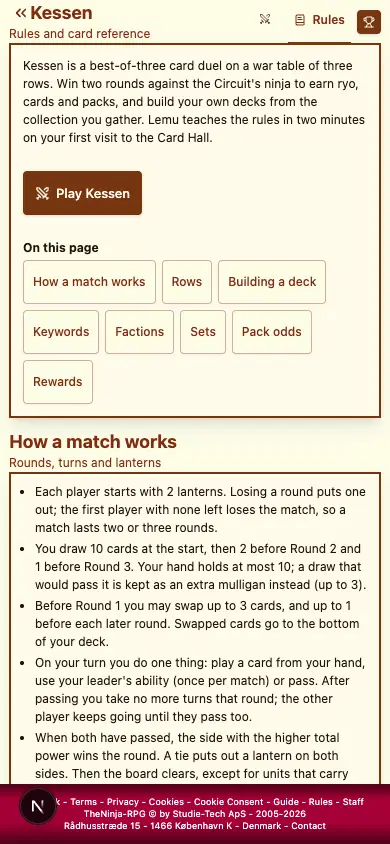 Kessen
Rules
Rules and card reference
Kessen is a best-of-three card duel on a war table of three
rows. Win two rounds against the Circuit's ninja to earn ryo,
cards and packs, and build your own decks from the
collection you gather. Lemu teaches the rules in two minutes
on your first visit to the Card Hall.
Play Kessen
On this page
How a match works
Rows
Building a deck
Keywords
Factions
Sets
Pack odds
Rewards
How a match works
Rounds, turns and lanterns
• Each player starts with 2 lanterns. Losing a round puts one
out; the first player with none left loses the match, so a
match lasts two or three rounds.
• You draw 10 cards at the start, then 2 before Round 2 and
1 before Round 3. Your hand holds at most 10; a draw that
would pass it is kept as an extra mulligan instead (up to 3).
• Before Round 1 you may swap up to 3 cards, and up to 1
before each later round. Swapped cards go to the bottom
of your deck.
• On your turn you do one thing: play a card from your hand,
use your leader's ability (once per match) or pass. After
passing you take no more turns that round; the other
player keeps going until they pass too.
• When both have passed, the side with the higher total
power wins the round. A tie puts out a lantern on both
sides. Then the board clears, except for units that carry
- Terms - Privacy - Cookies - Cookie Consent - Guide - Rules - Staff
TheNinja-RPG © by Studie-Tech ApS - 2005-2026
Rådhusstræde 15 - 1466 København K - Denmark - Contact
N